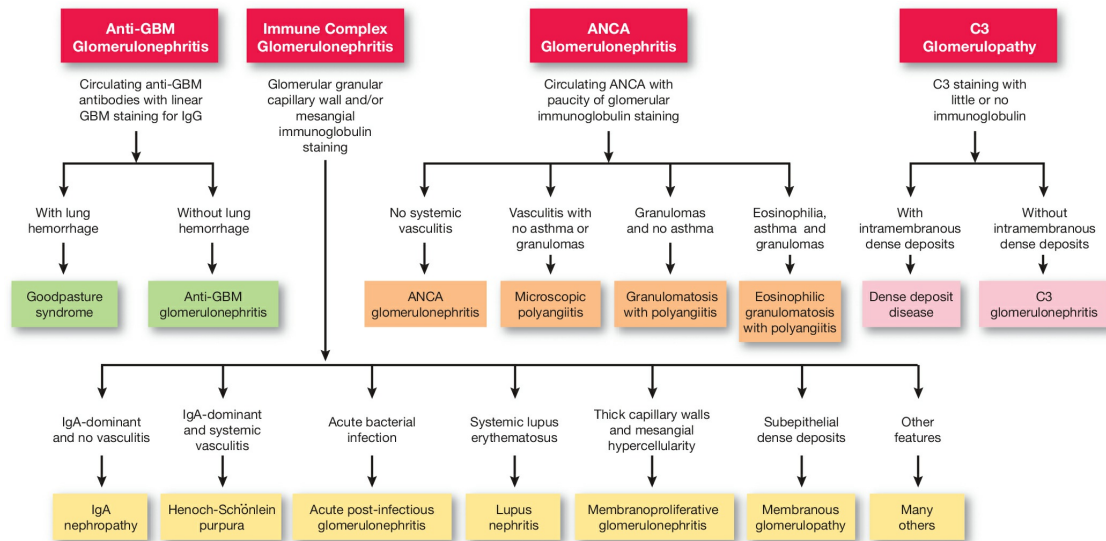 Anti-GBM
Glomerulonephritis
Immune Complex
Glomerulonephritis
ANCA
Glomerulonephritis
C3
Glomerulopathy
Circulating anti-GBM
antibodies with linear
GBM staining for IgG
Glomerular granular
capillary wall and/or
mesangial
immunoglobulin
staining
Circulating ANCA with
paucity of glomerular
immunoglobulin staining
C3 staining with
little or no
immunoglobulin
With lung
hemorrhage
Without lung
hemorrhage
No systemic
vasculitis
Vasculitis with
no asthma or
granulomas
Granulomas
and no asthma
Eosinophilia,
asthma and
granulomas
With
intramembranous
dense deposits
Without
intramembranous
dense deposits
Goodpasture
syndrome
Anti-GBM
glomerulonephritis
ANCA
glomerulonephritis
Microscopic
polyangiitis
Granulomatosis
with polyangiitis
Eosinophilic
granulomatosis
with polyangiitis
Dense deposit
disease
C3
glomerulonephritis
IgA-dominant
and no vasculitis
IgA-dominant
and systemic
vasculitis
Acute bacterial
infection
Systemic lupus
erythematosus
Thick capillary walls
and mesangial
hypercellularity
Subepithelial
dense deposits
Other
features
IgA
nephropathy
Henoch-Schönlein
purpura
Acute post-infectious
glomerulonephritis
Lupus
nephritis
Membranoproliferative
glomerulonephritis
Membranous
glomerulopathy
Many
others